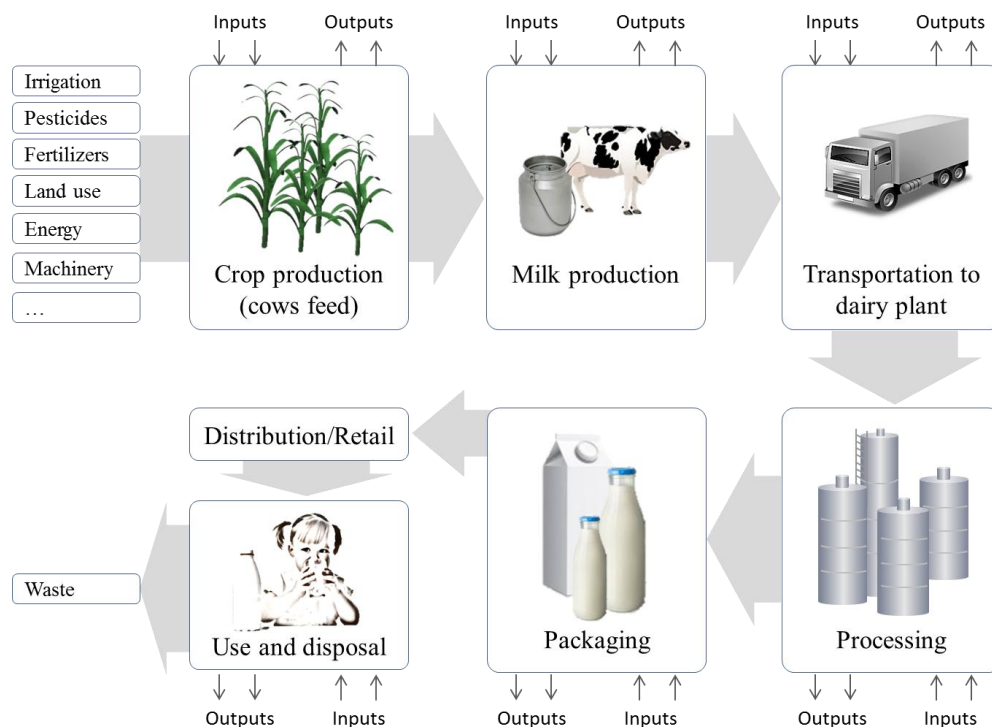 Inputs
Outputs
Inputs
Outputs
Inputs
Outputs
Irrigation
Pesticides
Fertilizers
Land use
Energy
Machinery
…
Crop production
(cows feed)
Milk production
Transportation to
dairy plant
Distribution/Retail
Waste
Use and disposal
Packaging
Processing
Outputs
Inputs
Outputs
Inputs
Outputs
Inputs